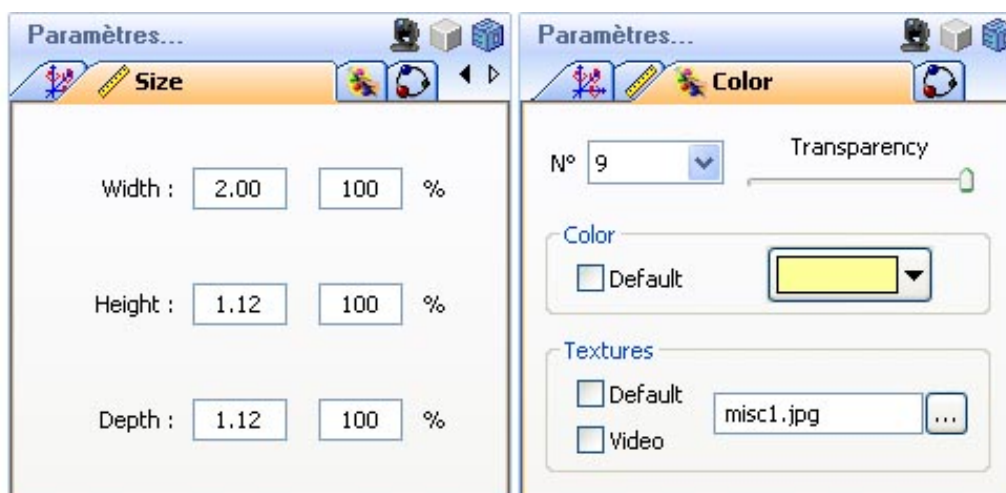 Paramètres...
Size
Width : 2.00 100 %
Height : 1.12 100 %
Depth : 1.12 100 %
Paramètres...
Color
N° 9 Transparency
Color
Default
Textures
Default
misc1.jpg ...
Video